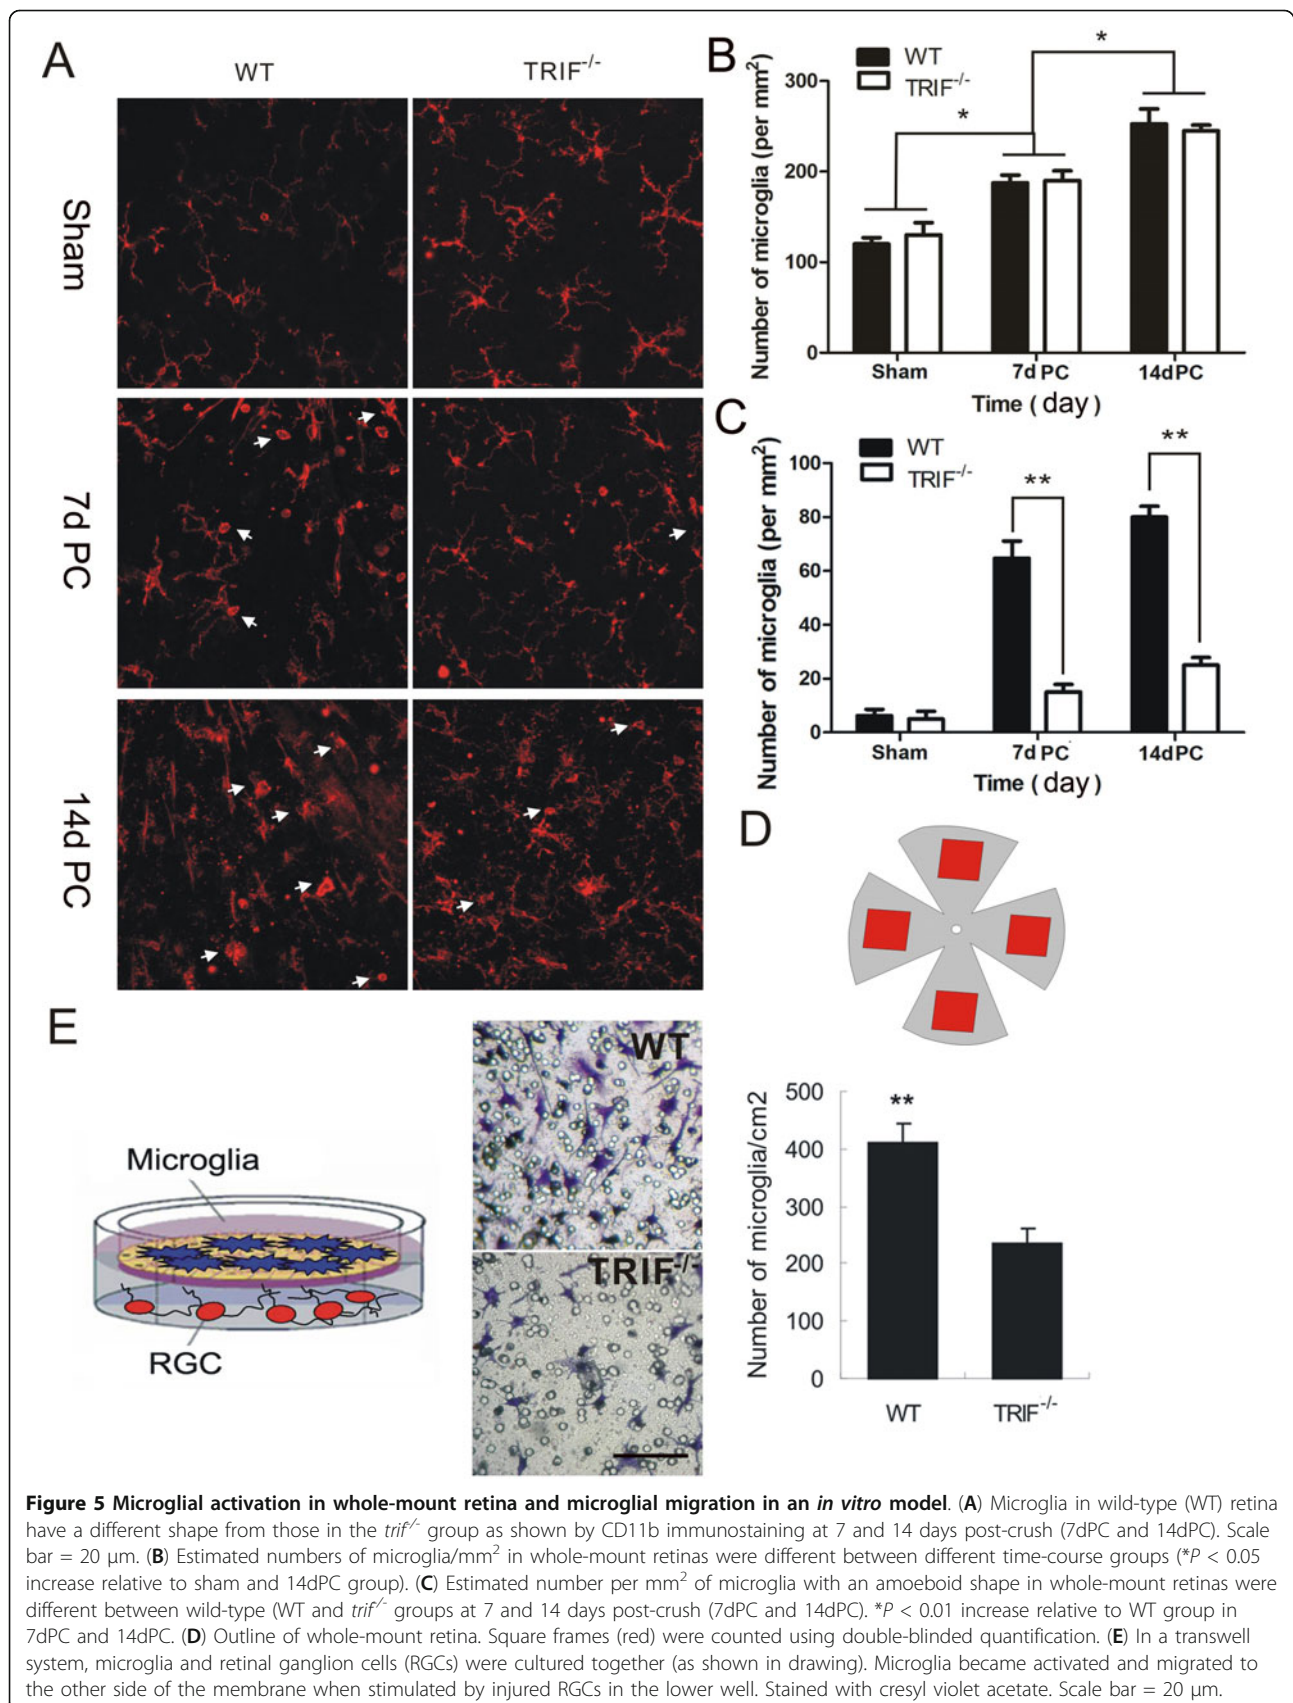 A
WT
TRIF-/-
Sham
7d PC
14d PC
B
WT
TRIF-/-
*
*
Number of microglia (per mm2)
300
200
100
0
Sham
7d PC
14dPC
Time ( day )
C
WT
TRIF-/-
**
**
Number of microglia (per mm2)
100
80
60
40
20
0
Sham
7d PC
14dPC
Time ( day )
D
E
Microglia
RGC
WT
TRIF-/-
Number of microglia/cm2
500
400
300
200
100
0
**
WT
TRIF-/-
Figure 5 Microglial activation in whole-mount retina and microglial migration in an in vitro model. (A) Microglia in wild-type (WT) retina
have a different shape from those in the trif-/- group as shown by CD11b immunostaining at 7 and 14 days post-crush (7dPC and 14dPC). Scale
bar = 20 μm. (B) Estimated numbers of microglia/mm2 in whole-mount retinas were different between different time-course groups (*P < 0.05
increase relative to sham and 14dPC group). (C) Estimated number per mm2 of microglia with an amoeboid shape in whole-mount retinas were
different between wild-type (WT and trif-/- groups at 7 and 14 days post-crush (7dPC and 14dPC). *P < 0.01 increase relative to WT group in
7dPC and 14dPC. (D) Outline of whole-mount retina. Square frames (red) were counted using double-blinded quantification. (E) In a transwell
system, microglia and retinal ganglion cells (RGCs) were cultured together (as shown in drawing). Microglia became activated and migrated to
the other side of the membrane when stimulated by injured RGCs in the lower well. Stained with cresyl violet acetate. Scale bar = 20 μm.